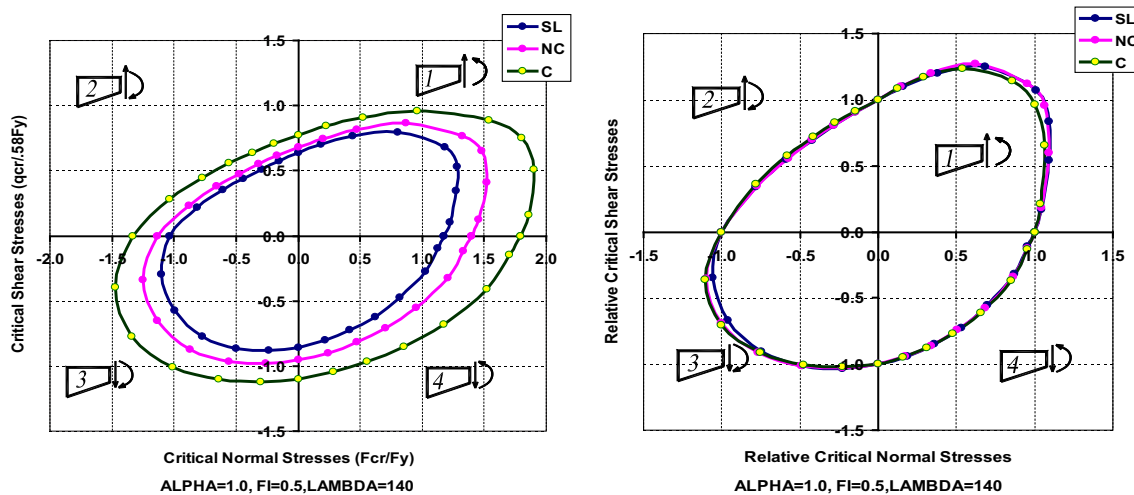 SL
NC
C
1.5
1.0
0.5
0.0
-0.5
-1.0
-1.5
-2.0 -1.5 -1.0 -0.5 0.0 0.5 1.0 1.5 2.0
2
1
3
4
Critical Shear Stresses (qcr/.58Fy)
Critical Normal Stresses (Fcr/Fy)
ALPHA=1.0, FI=0.5,LAMBDA=140
SL
NC
C
1.5
1.0
0.5
0.0
-0.5
-1.0
-1.5
-1.5 -1.0 -0.5 0.0 0.5 1.0 1.5
2
1
3
4
Relative Critical Shear Stresses
Relative Critical Normal Stresses
ALPHA=1.0, FI=0.5,LAMBDA=140